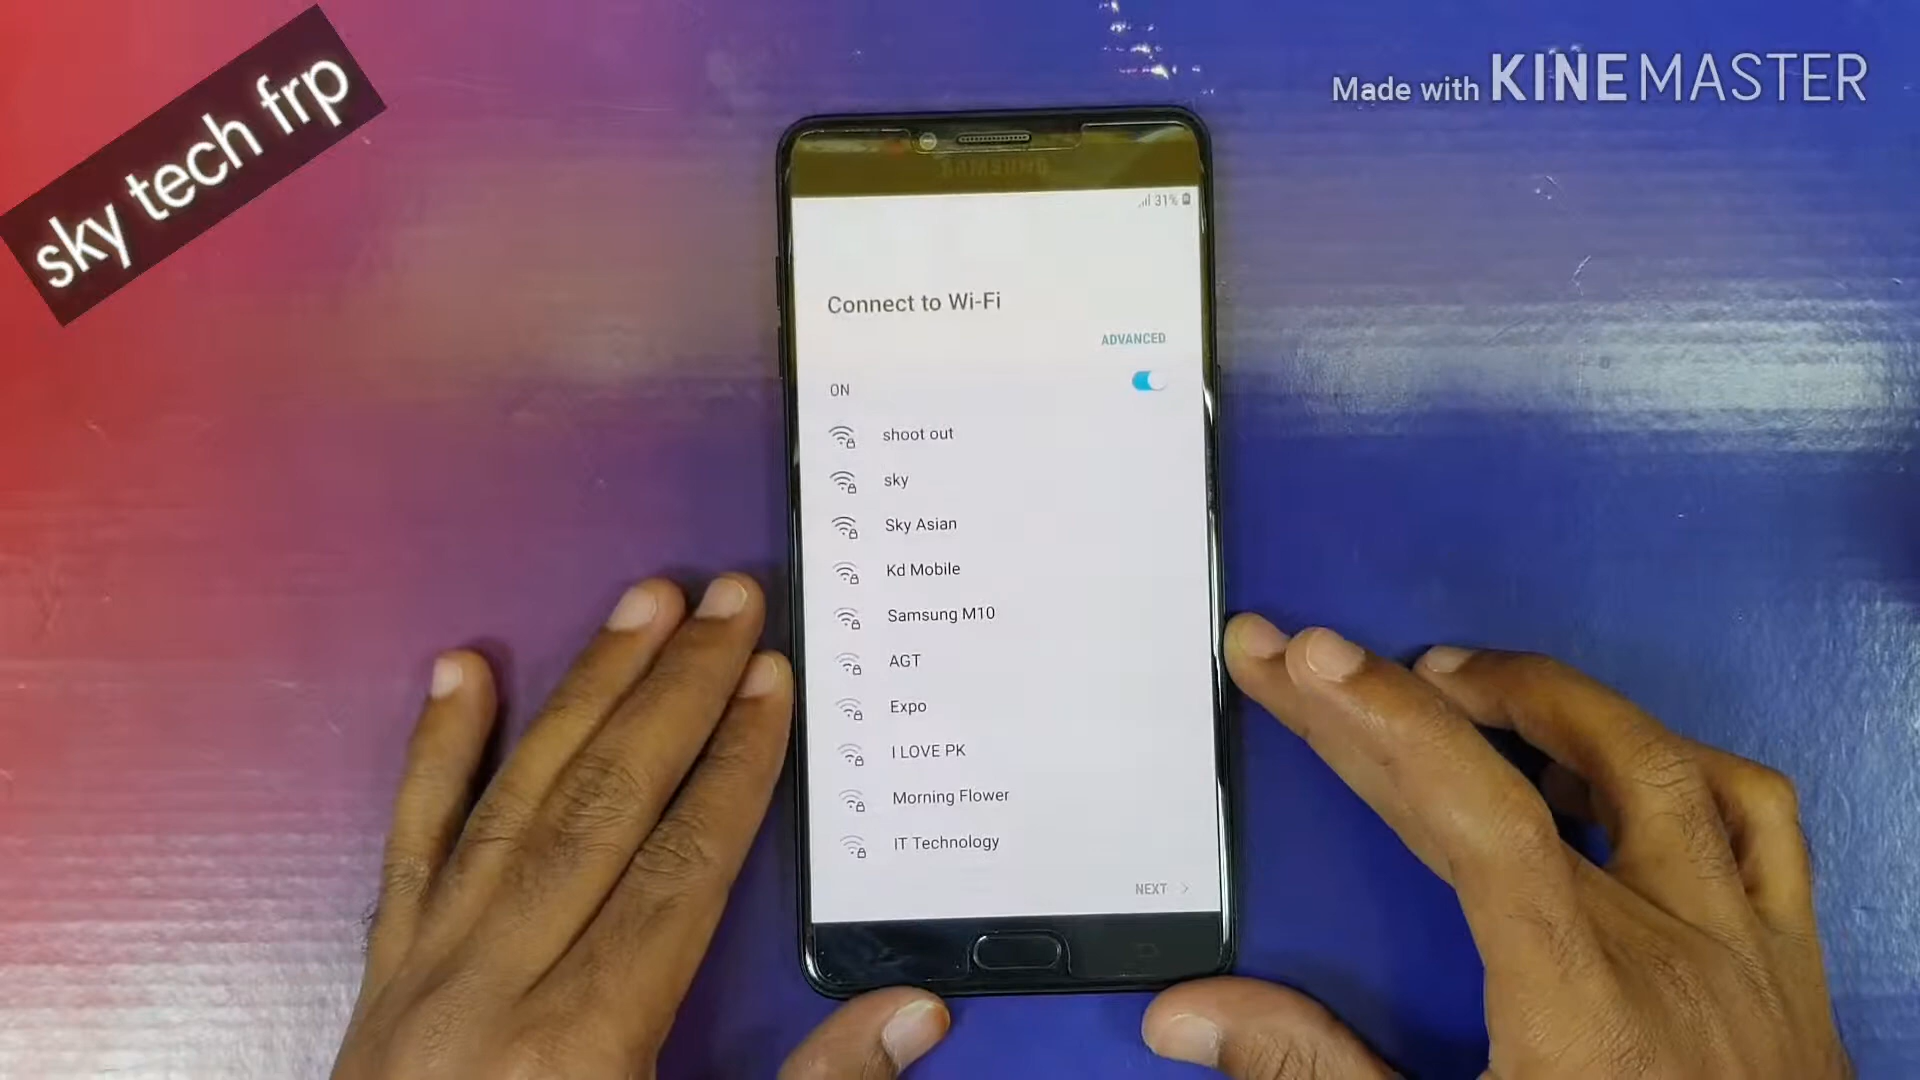 sky tech frp
Made with KINEMASTER
SAMSUNG
31%
Connect to Wi-Fi
ADVANCED
ON
shoot out
sky
Sky Asian
Kd Mobile
Samsung M10
AGT
Expo
I LOVE PK
Morning Flower
IT Technology
NEXT